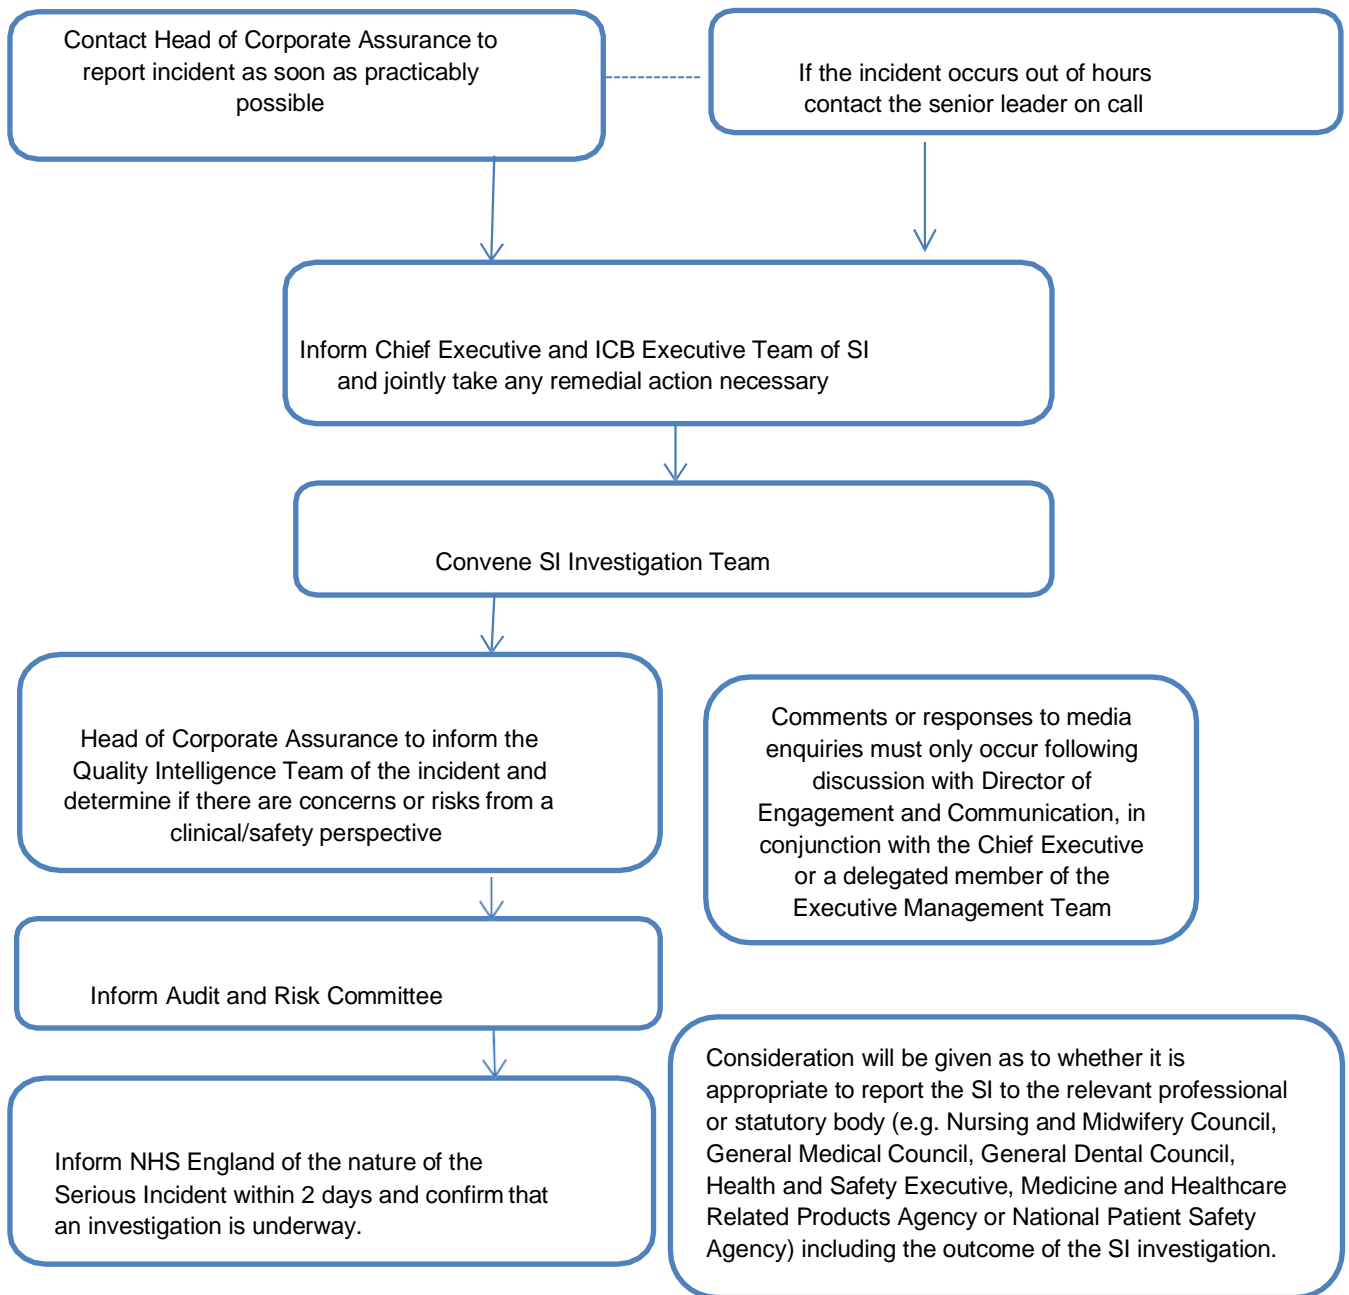 Contact Head of Corporate Assurance to
report incident as soon as practicably
possible
If the incident occurs out of hours
contact the senior leader on call
Inform Chief Executive and ICB Executive Team of SI
and jointly take any remedial action necessary
Convene SI Investigation Team
Head of Corporate Assurance to inform the
Quality Intelligence Team of the incident and
determine if there are concerns or risks from a
clinical/safety perspective
Comments or responses to media
enquiries must only occur following
discussion with Director of
Engagement and Communication, in
conjunction with the Chief Executive
or a delegated member of the
Executive Management Team
Inform Audit and Risk Committee
Inform NHS England of the nature of the
Serious Incident within 2 days and confirm that
an investigation is underway.
Consideration will be given as to whether it is
appropriate to report the SI to the relevant professional
or statutory body (e.g. Nursing and Midwifery Council,
General Medical Council, General Dental Council,
Health and Safety Executive, Medicine and Healthcare
Related Products Agency or National Patient Safety
Agency) including the outcome of the SI investigation.